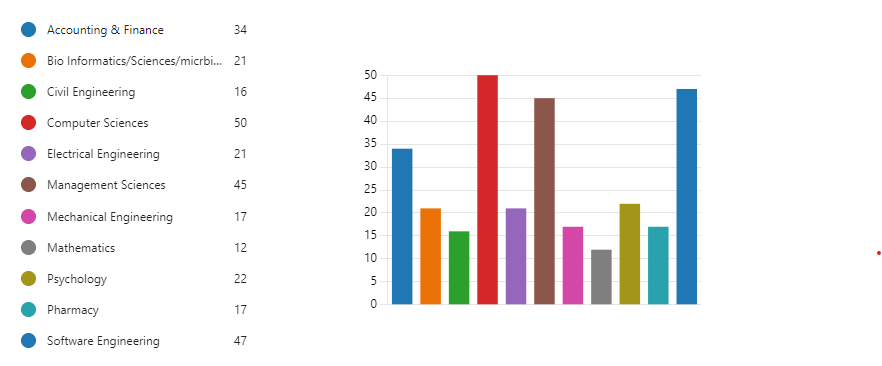 Accounting & Finance 34
Bio Informatics/Sciences/micrbi... 21
Civil Engineering 16
Computer Sciences 50
Electrical Engineering 21
Management Sciences 45
Mechanical Engineering 17
Mathematics 12
Psychology 22
Pharmacy 17
Software Engineering 47
50
45
40
35
30
25
20
15
10
5
0